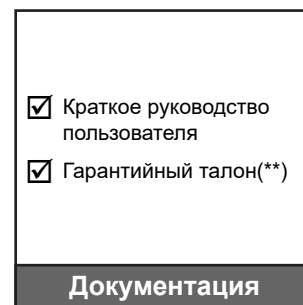 Краткое руководство
пользователя
Гарантийный талон(**)
Документация